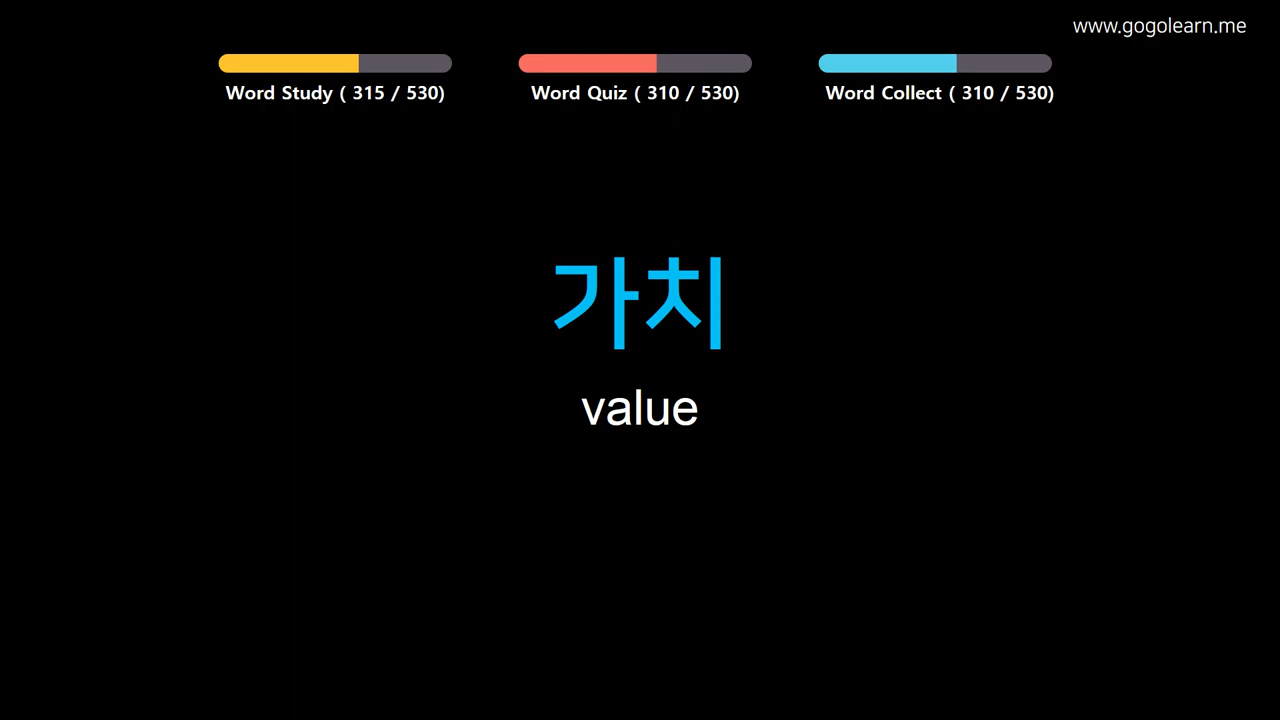 www.gogolearn.me
Word Study ( 315 / 530)
Word Quiz ( 310 / 530)
Word Collect ( 310 / 530)
가치
value